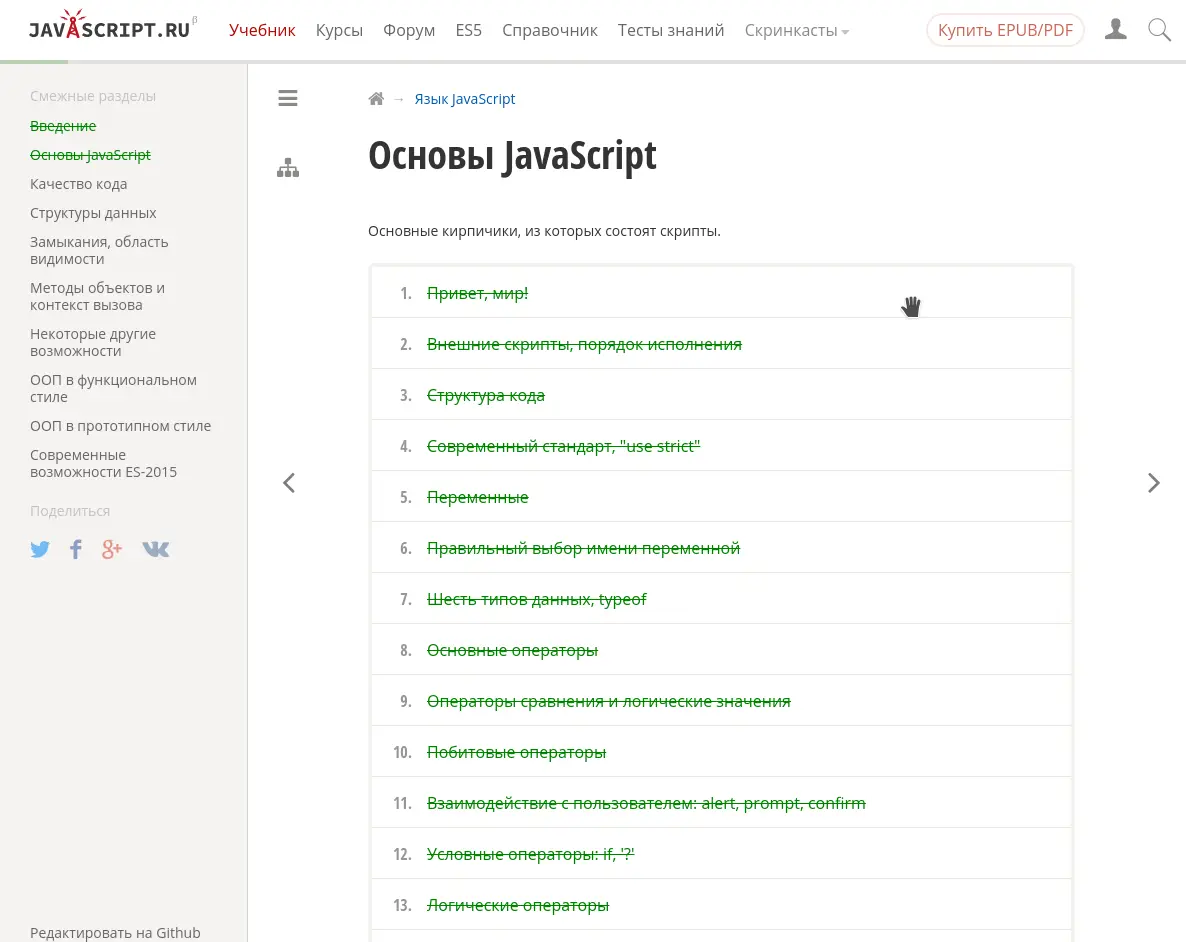 JAVASCRIPT.RU β
Учебник Курсы Форум ES5 Справочник Тесты знаний Скринкасты Купить EPUB/PDF
Смежные разделы
Введение
Основы JavaScript
Качество кода
Структуры данных
Замыкания, область
видимости
Методы объектов и
контекст вызова
Некоторые другие
возможности
ООП в функциональном
стиле
ООП в прототипном стиле
Современные
возможности ES-2015
Поделиться
Редактировать на Github
→ Язык JavaScript
Основы JavaScript
Основные кирпичики, из которых состоят скрипты.
1. Привет, мир!
2. Внешние скрипты, порядок исполнения
3. Структура кода
4. Современный стандарт, "use strict"
5. Переменные
6. Правильный выбор имени переменной
7. Шесть типов данных, typeof
8. Основные операторы
9. Операторы сравнения и логические значения
10. Побитовые операторы
11. Взаимодействие с пользователем: alert, prompt, confirm
12. Условные операторы: if, '?'
13. Логические операторы